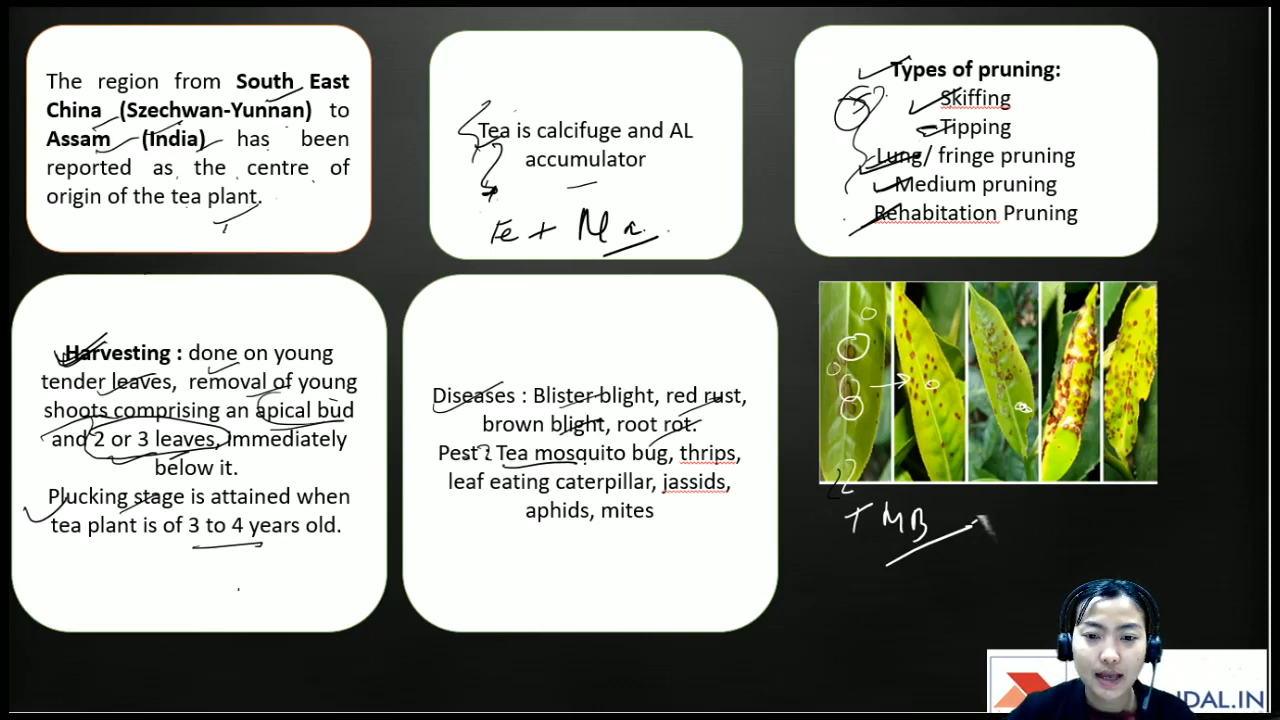 The region from South East
China (Szechwan-Yunnan) to
Assam (India) has been
reported as the centre of
origin of the tea plant.
Tea is calcifuge and AL
accumulator
Fe + Mn
Types of pruning:
Skiffing
Tipping
Lung/ fringe pruning
Medium pruning
Rehabitation Pruning
Harvesting : done on young
tender leaves, removal of young
shoots comprising an apical bud
and 2 or 3 leaves, immediately
below it.
Plucking stage is attained when
tea plant is of 3 to 4 years old.
Diseases : Blister blight, red rust,
brown blight, root rot.
Pest : Tea mosquito bug, thrips,
leaf eating caterpillar, jassids,
aphids, mites
TMB
IDAL.IN